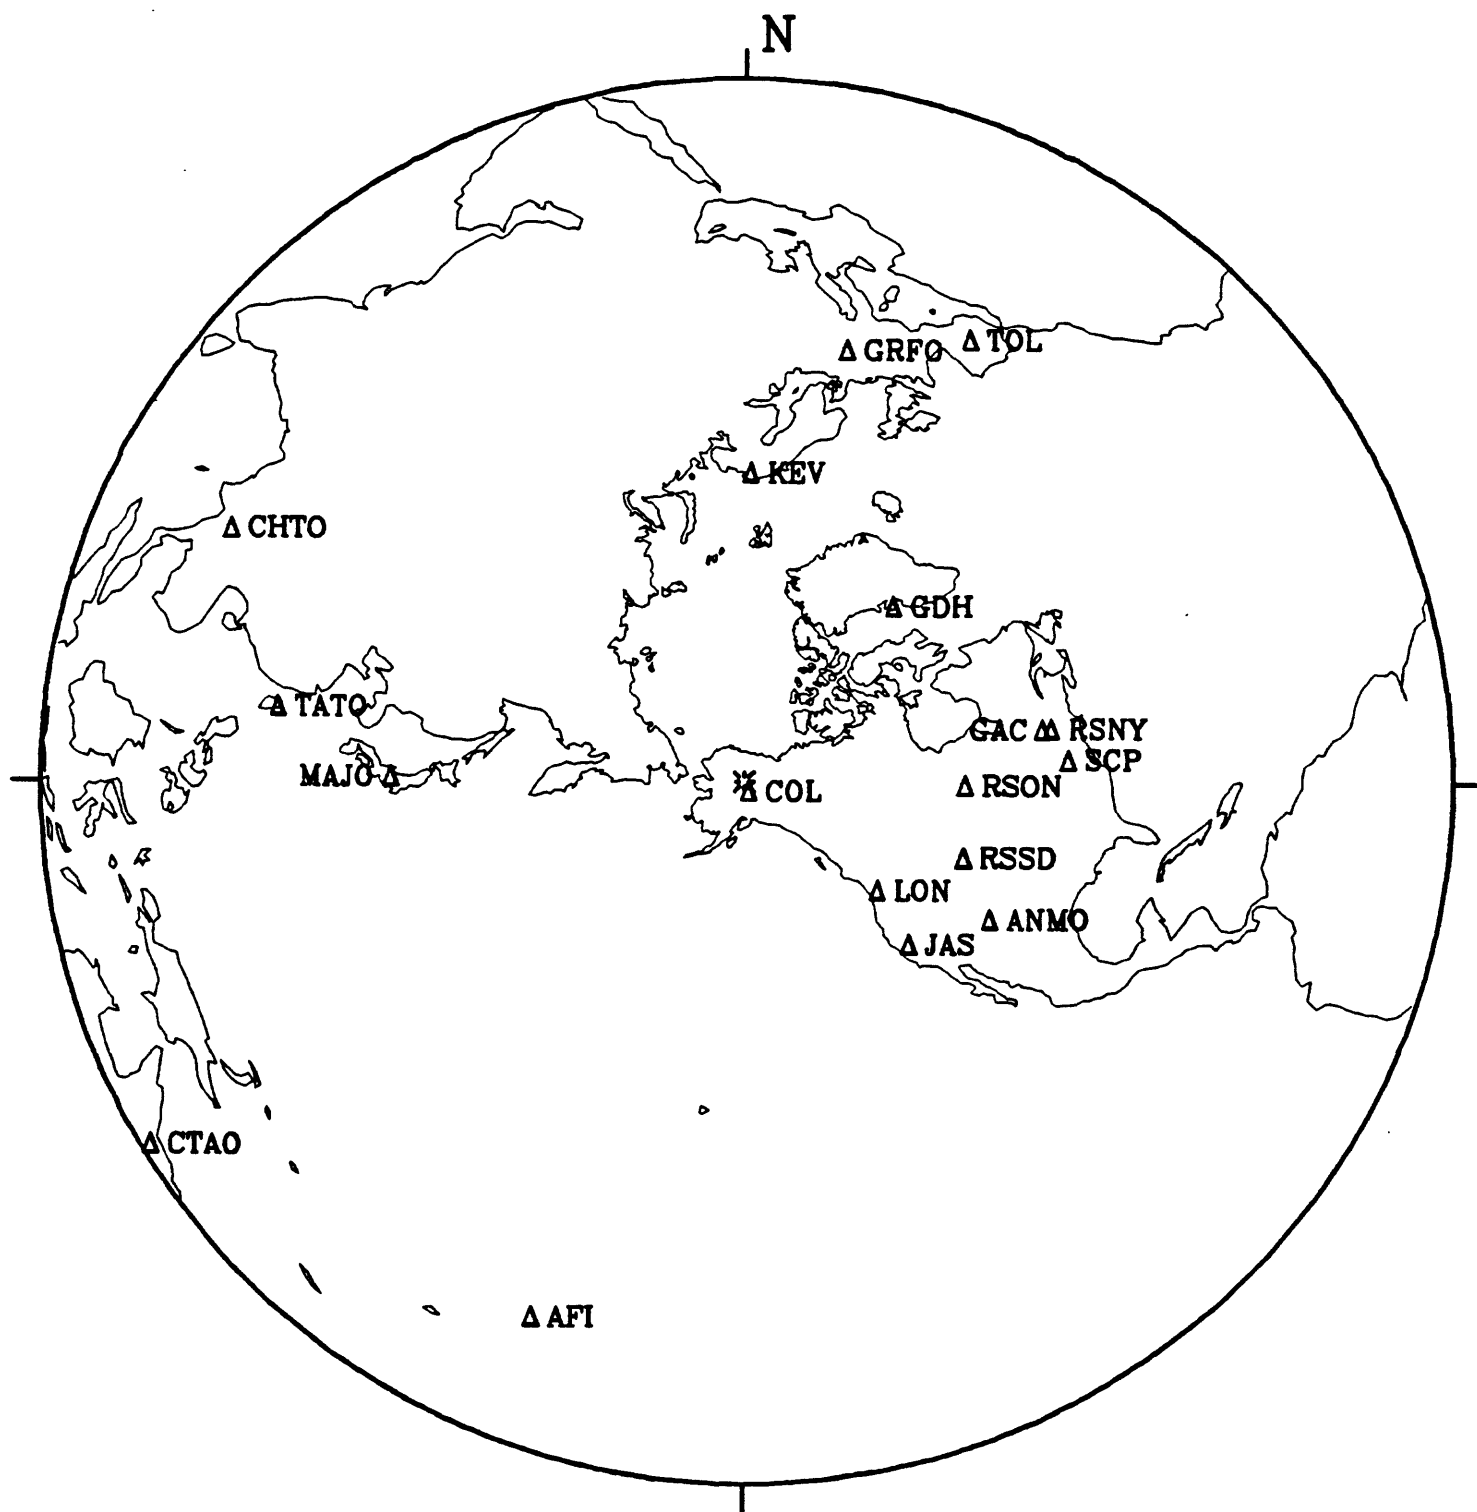 N
GRFO
TOL
KEV
CHTO
GDH
TATO
GAC
RSNY
SCP
MAJO
COL
RSON
RSSD
LON
ANMO
JAS
CTAO
AFI